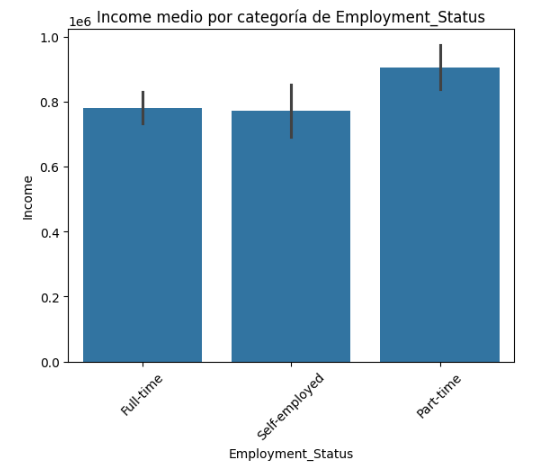 Income medio por categoría de Employment_Status
1e6
1.0
0.8
0.6
0.4
0.2
0.0
Income
Full-time
Self-employed
Part-time
Employment_Status